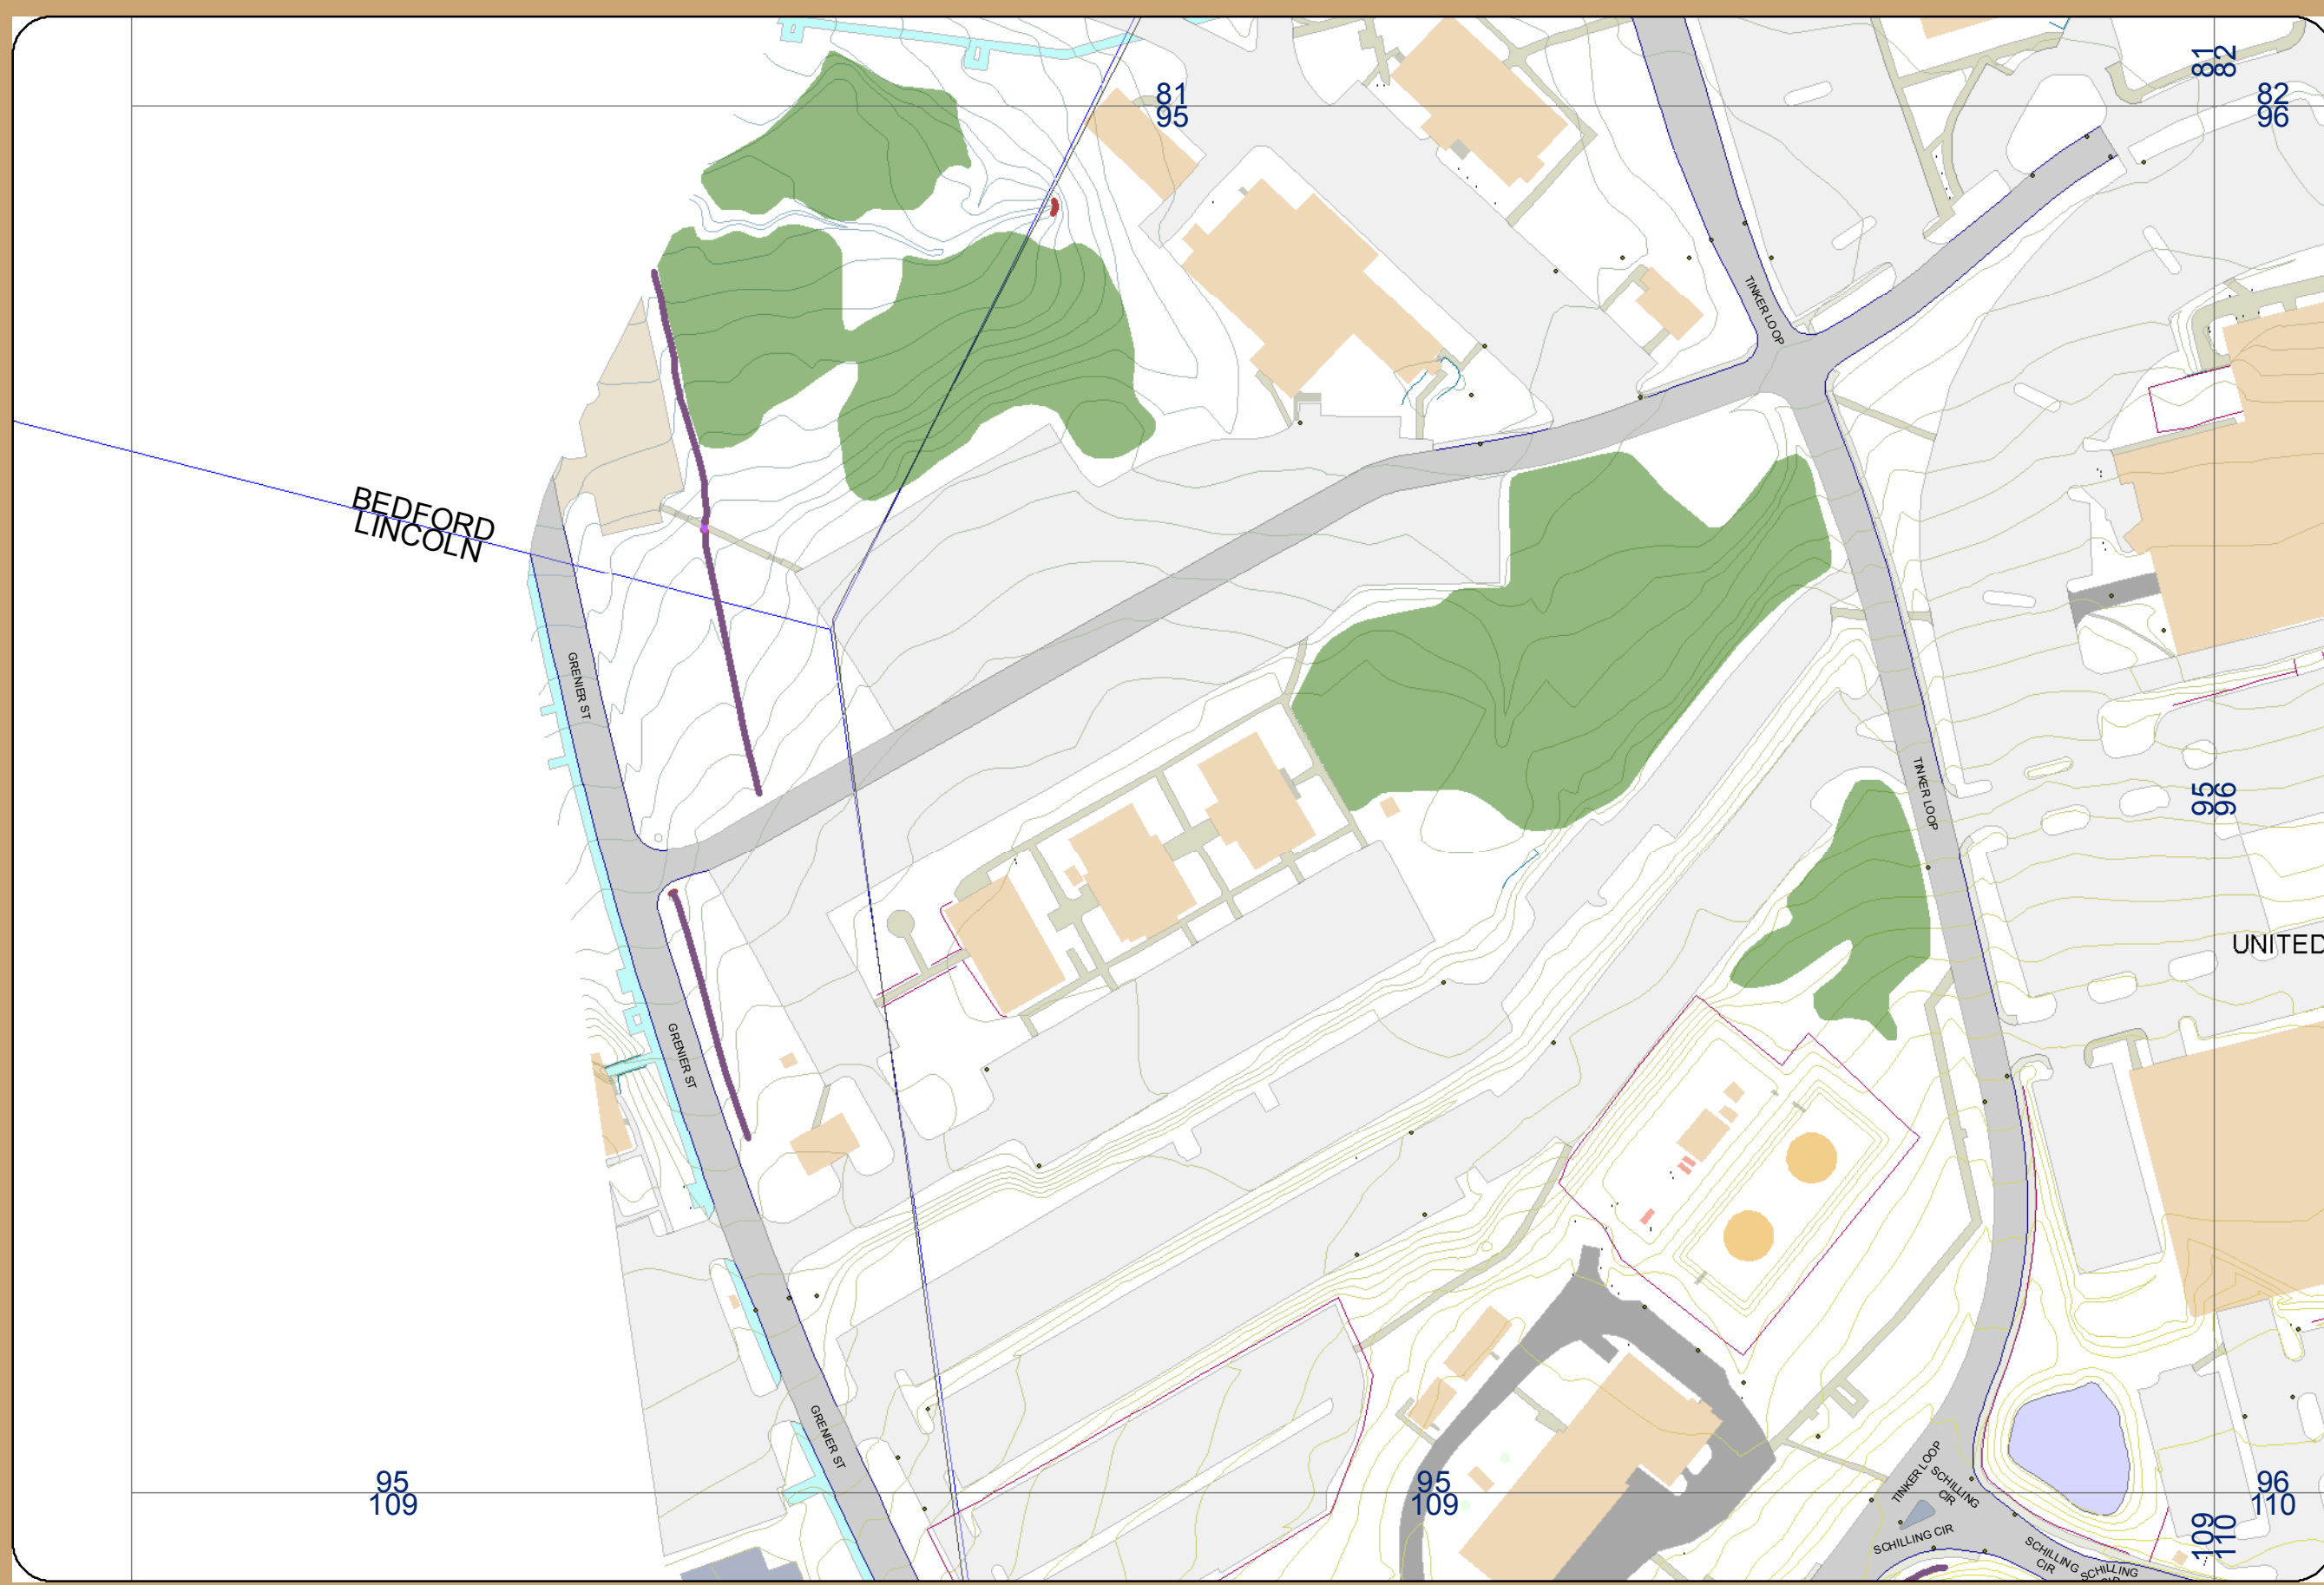 81
82
81
95
82
96
TINKER LOOP
BEDFORD
LINCOLN
GRENIER ST
TINKER LOOP
95
96
UNITED
GRENIER ST
GRENIER ST
TINKER LOOP
SCHILLING
CIR
95
109
95
109
96
110
109
110
SCHILLING CIR
SCHILLING
CIR
SCHILLING